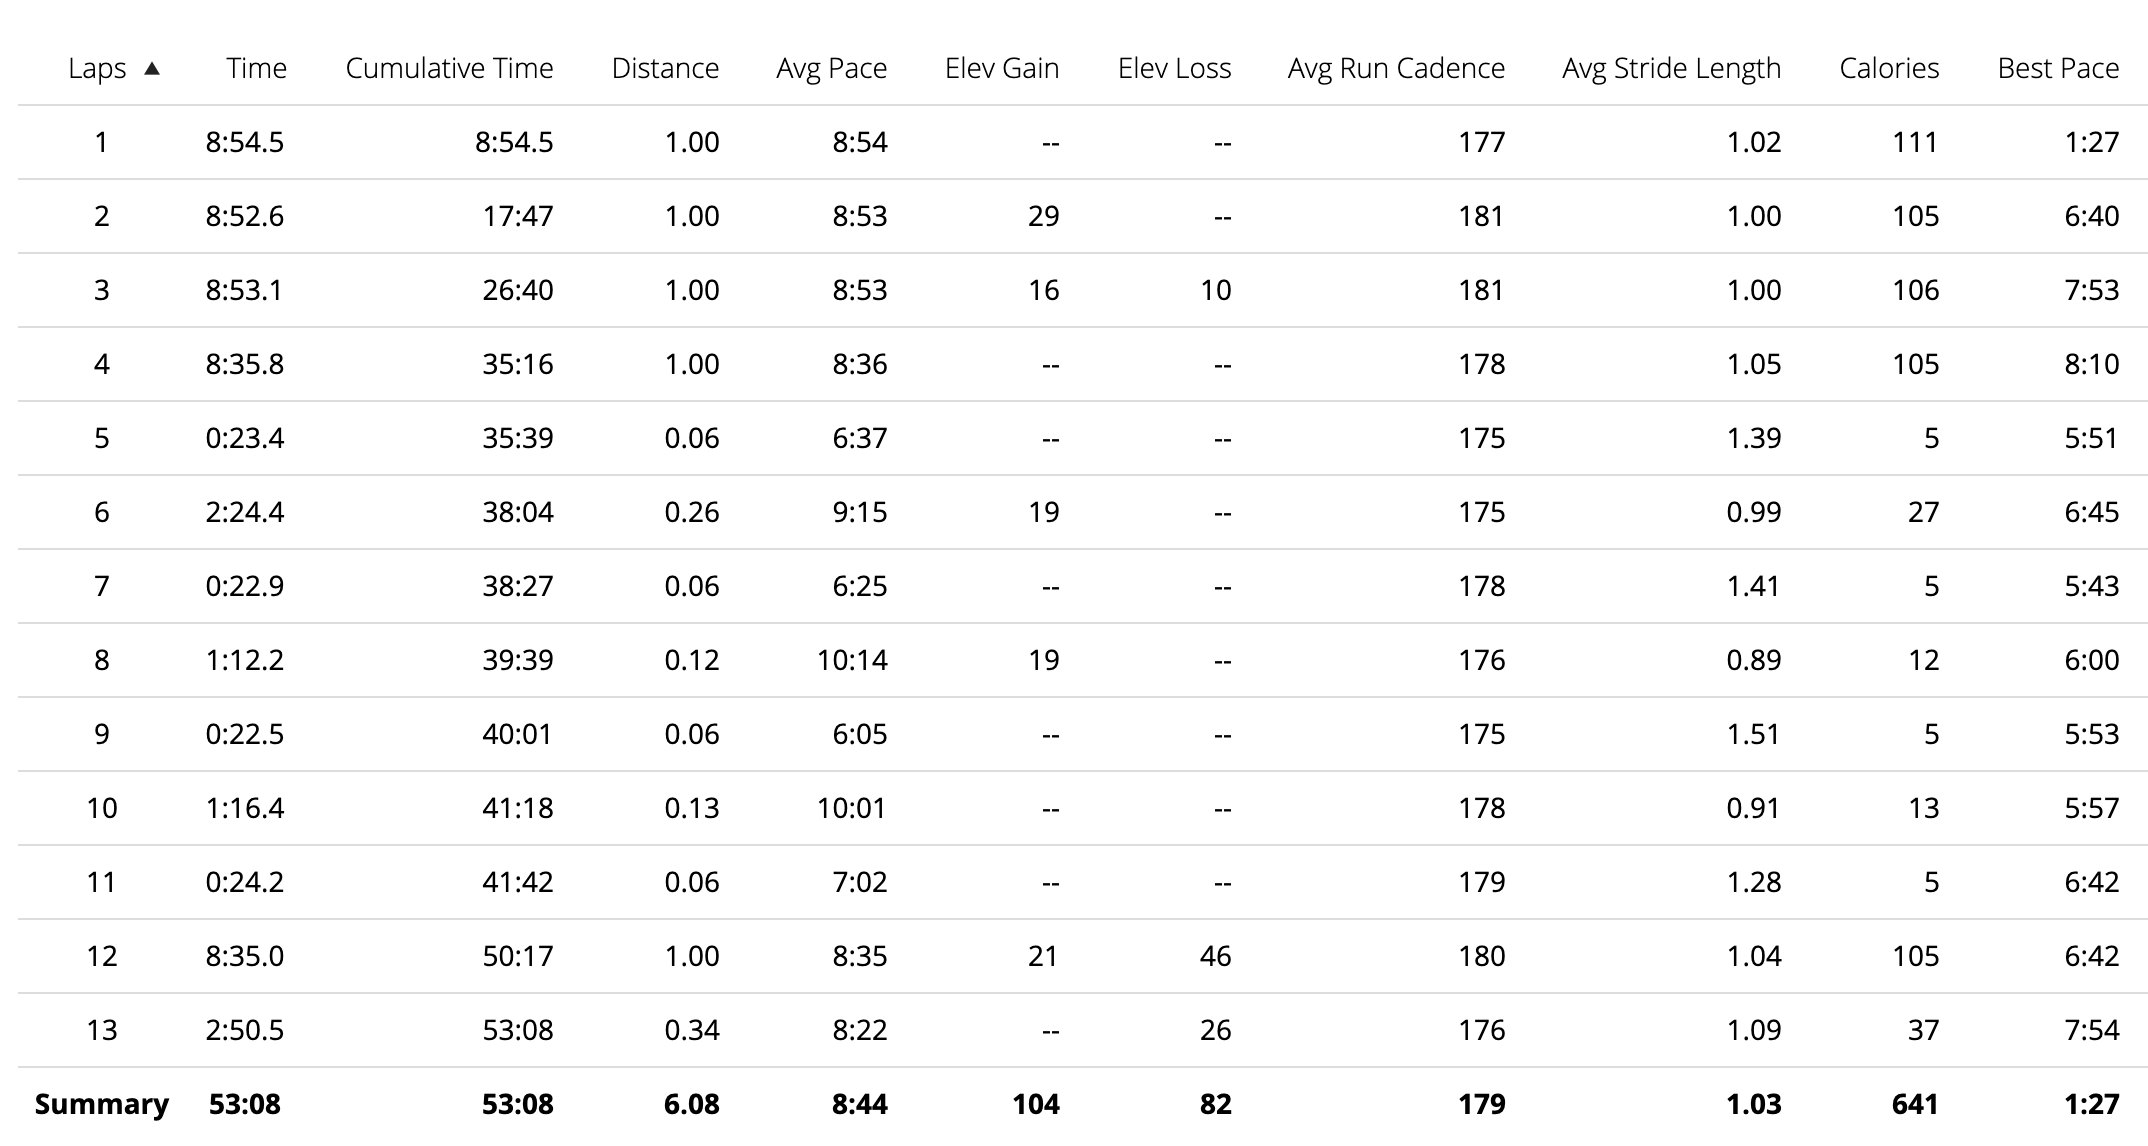 Laps ▲ Time Cumulative Time Distance Avg Pace Elev Gain Elev Loss Avg Run Cadence Avg Stride Length Calories Best Pace
1 8:54.5 8:54.5 1.00 8:54 -- -- 177 1.02 111 1:27
2 8:52.6 17:47 1.00 8:53 29 -- 181 1.00 105 6:40
3 8:53.1 26:40 1.00 8:53 16 10 181 1.00 106 7:53
4 8:35.8 35:16 1.00 8:36 -- -- 178 1.05 105 8:10
5 0:23.4 35:39 0.06 6:37 -- -- 175 1.39 5 5:51
6 2:24.4 38:04 0.26 9:15 19 -- 175 0.99 27 6:45
7 0:22.9 38:27 0.06 6:25 -- -- 178 1.41 5 5:43
8 1:12.2 39:39 0.12 10:14 19 -- 176 0.89 12 6:00
9 0:22.5 40:01 0.06 6:05 -- -- 175 1.51 5 5:53
10 1:16.4 41:18 0.13 10:01 -- -- 178 0.91 13 5:57
11 0:24.2 41:42 0.06 7:02 -- -- 179 1.28 5 6:42
12 8:35.0 50:17 1.00 8:35 21 46 180 1.04 105 6:42
13 2:50.5 53:08 0.34 8:22 -- 26 176 1.09 37 7:54
Summary 53:08 53:08 6.08 8:44 104 82 179 1.03 641 1:27